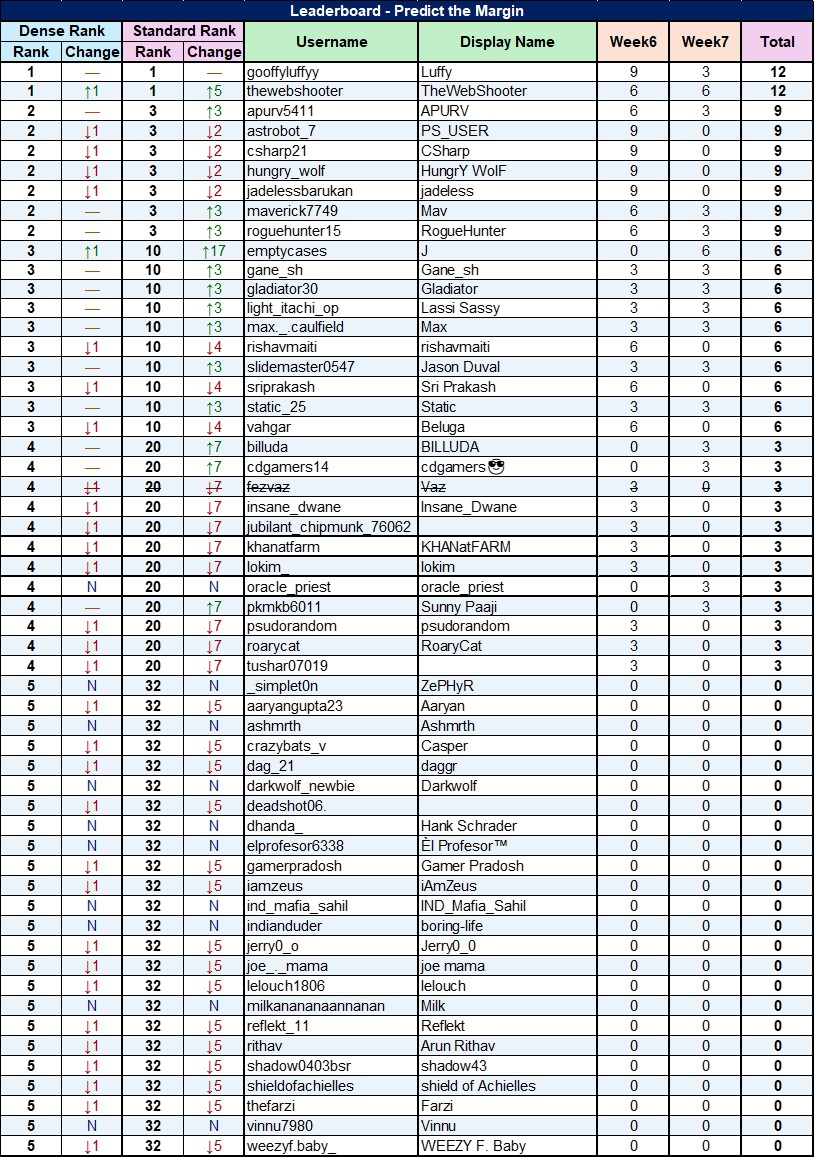 Leaderboard - Predict the Margin
Dense Rank Standard Rank Username Display Name Week6 Week7 Total
Rank Change Rank Change
1 — 1 — gooffyluffyy Luffy 9 3 12
1 ↑1 1 ↑5 thewebshooter TheWebShooter 6 6 12
2 — 3 ↑3 apurv5411 APURV 6 3 9
2 ↓1 3 ↓2 astrobot_7 PS_USER 9 0 9
2 ↓1 3 ↓2 csharp21 CSharp 9 0 9
2 ↓1 3 ↓2 hungry_wolf HungrY WolF 9 0 9
2 ↓1 3 ↓2 jadelessbarukan jadeless 9 0 9
2 — 3 ↑3 maverick7749 Mav 6 3 9
2 — 3 ↑3 roguehunter15 RogueHunter 6 3 9
3 ↑1 10 ↑17 emptycases J 0 6 6
3 — 10 ↑3 gane_sh Gane_sh 3 3 6
3 — 10 ↑3 gladiator30 Gladiator 3 3 6
3 — 10 ↑3 light_itachi_op Lassi Sassy 3 3 6
3 — 10 ↑3 max._.caulfield Max 3 3 6
3 ↓1 10 ↓4 rishavmaiti rishavmaiti 6 0 6
3 — 10 ↑3 slidemaster0547 Jason Duval 3 3 6
3 ↓1 10 ↓4 sriprakash Sri Prakash 6 0 6
3 — 10 ↑3 static_25 Static 3 3 6
3 ↓1 10 ↓4 vahgar Beluga 6 0 6
4 — 20 ↑7 billuda BILLUDA 0 3 3
4 — 20 ↑7 cdgamers14 cdgamers😎 0 3 3
4 ↓1 20 ↓7 fezvaz Vaz 3 0 3
4 ↓1 20 ↓7 insane_dwane Insane_Dwane 3 0 3
4 ↓1 20 ↓7 jubilant_chipmunk_76062 3 0 3
4 ↓1 20 ↓7 khanatfarm KHANatFARM 3 0 3
4 ↓1 20 ↓7 lokim_ lokim 3 0 3
4 N 20 N oracle_priest oracle_priest 0 3 3
4 — 20 ↑7 pkmkb6011 Sunny Paaji 0 3 3
4 ↓1 20 ↓7 psudorandom psudorandom 3 0 3
4 ↓1 20 ↓7 roarycat RoaryCat 3 0 3
4 ↓1 20 ↓7 tushar07019 3 0 3
5 N 32 N _simplet0n ZePHyR 0 0 0
5 ↓1 32 ↓5 aaryangupta23 Aaryan 0 0 0
5 N 32 N ashmrth Ashmrth 0 0 0
5 ↓1 32 ↓5 crazybats_v Casper 0 0 0
5 ↓1 32 ↓5 dag_21 daggr 0 0 0
5 N 32 N darkwolf_newbie Darkwolf 0 0 0
5 ↓1 32 ↓5 deadshot06. 0 0 0
5 N 32 N dhanda_ Hank Schrader 0 0 0
5 N 32 N elprofesor6338 Èl Profesor™ 0 0 0
5 ↓1 32 ↓5 gamerpradosh Gamer Pradosh 0 0 0
5 ↓1 32 ↓5 iamzeus iAmZeus 0 0 0
5 N 32 N ind_mafia_sahil IND_Mafia_Sahil 0 0 0
5 N 32 N indianduder boring-life 0 0 0
5 ↓1 32 ↓5 jerry0_o Jerry0_0 0 0 0
5 ↓1 32 ↓5 joe_._mama joe mama 0 0 0
5 ↓1 32 ↓5 lelouch1806 lelouch 0 0 0
5 N 32 N milkanananaannanan Milk 0 0 0
5 ↓1 32 ↓5 reflekt_11 Reflekt 0 0 0
5 ↓1 32 ↓5 rithav Arun Rithav 0 0 0
5 ↓1 32 ↓5 shadow0403bsr shadow43 0 0 0
5 ↓1 32 ↓5 shieldofachielles shield of Achielles 0 0 0
5 ↓1 32 ↓5 thefarzi Farzi 0 0 0
5 N 32 N vinnu7980 Vinnu 0 0 0
5 ↓1 32 ↓5 weezyf.baby_ WEEZY F. Baby 0 0 0